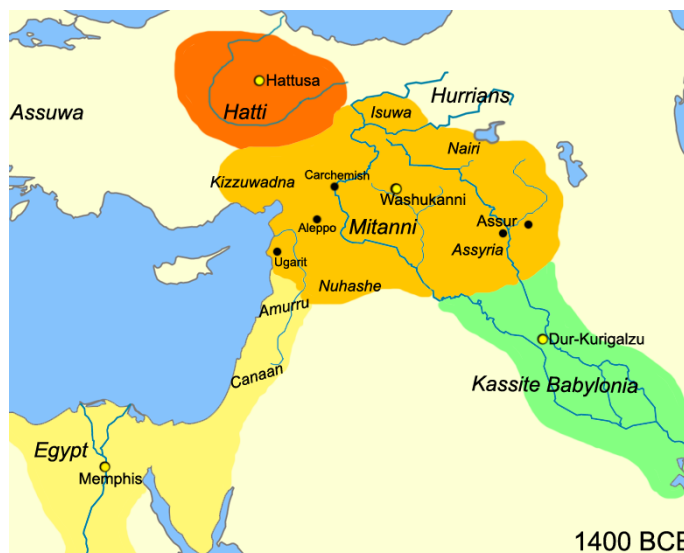 Hattusa
Hatti
Assuwa
Hurrians
Isuwa
Nairi
Kizzuwadna
Carchemish
Washukanni
Aleppo
Mitanni
Assur
Assyria
Ugarit
Nuhashe
Amurru
Dur-Kurigalzu
Canaan
Kassite Babylonia
Egypt
Memphis
1400 BCE